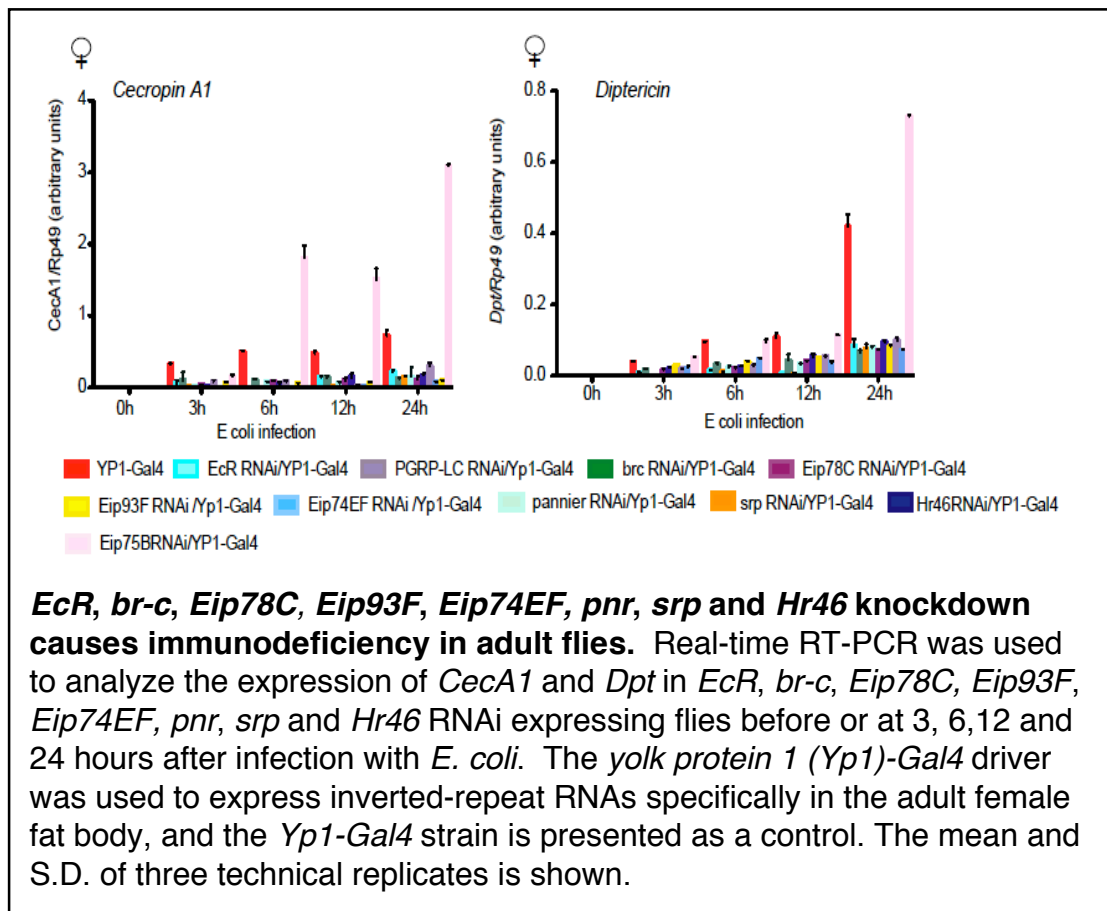 ♀
♀
Cecropin A1
Diptericin
CecA1/Rp49 (arbitrary units)
4
3
2
1
0
0h 3h 6h 12h 24h
E coli infection
Dpt/Rp49 (arbitrary units)
0.8
0.6
0.4
0.2
0.0
0h 3h 6h 12h 24h
E coli infection
YP1-Gal4 EcR RNAi/YP1-Gal4 PGRP-LC RNAi/Yp1-Gal4 brc RNAi/YP1-Gal4 Eip78C RNAi/YP1-Gal4
Eip93F RNAi/Yp1-Gal4 Eip74EF RNAi /Yp1-Gal4 pannier RNAi/Yp1-Gal4 srp RNAi/YP1-Gal4 Hr46RNAi/YP1-Gal4
Eip75BRNAi/YP1-Gal4
EcR, br-c, Eip78C, Eip93F, Eip74EF, pnr, srp and Hr46 knockdown
causes immunodeficiency in adult flies. Real-time RT-PCR was used
to analyze the expression of CecA1 and Dpt in EcR, br-c, Eip78C, Eip93F,
Eip74EF, pnr, srp and Hr46 RNAi expressing flies before or at 3, 6,12 and
24 hours after infection with E. coli. The yolk protein 1 (Yp1)-Gal4 driver
was used to express inverted-repeat RNAs specifically in the adult female
fat body, and the Yp1-Gal4 strain is presented as a control. The mean and
S.D. of three technical replicates is shown.